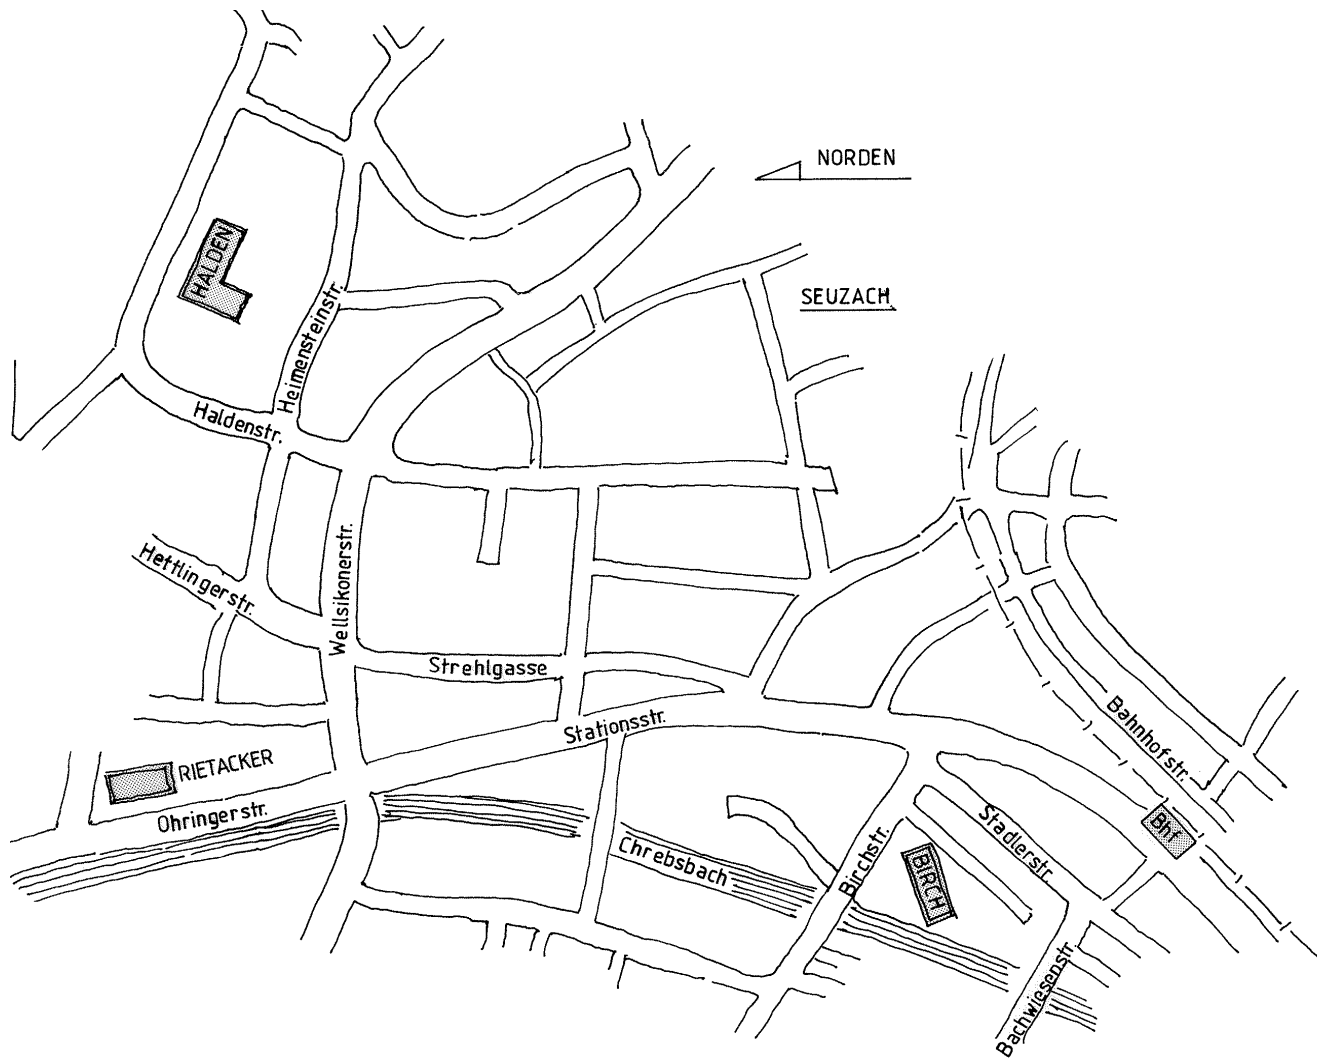 NORDEN
HALDEN
SEUZACH
Heimensteinstr.
Haldenstr.
Hettlingerstr.
Wellsikonerstr.
Strehlgasse
Stationsstr.
Bahnhofstr.
RIETACKER
Ohringerstr.
Bhf
Stadlerstr.
Chrebsbach
Birchstr.
BIRCH
Bachwiesenstr.